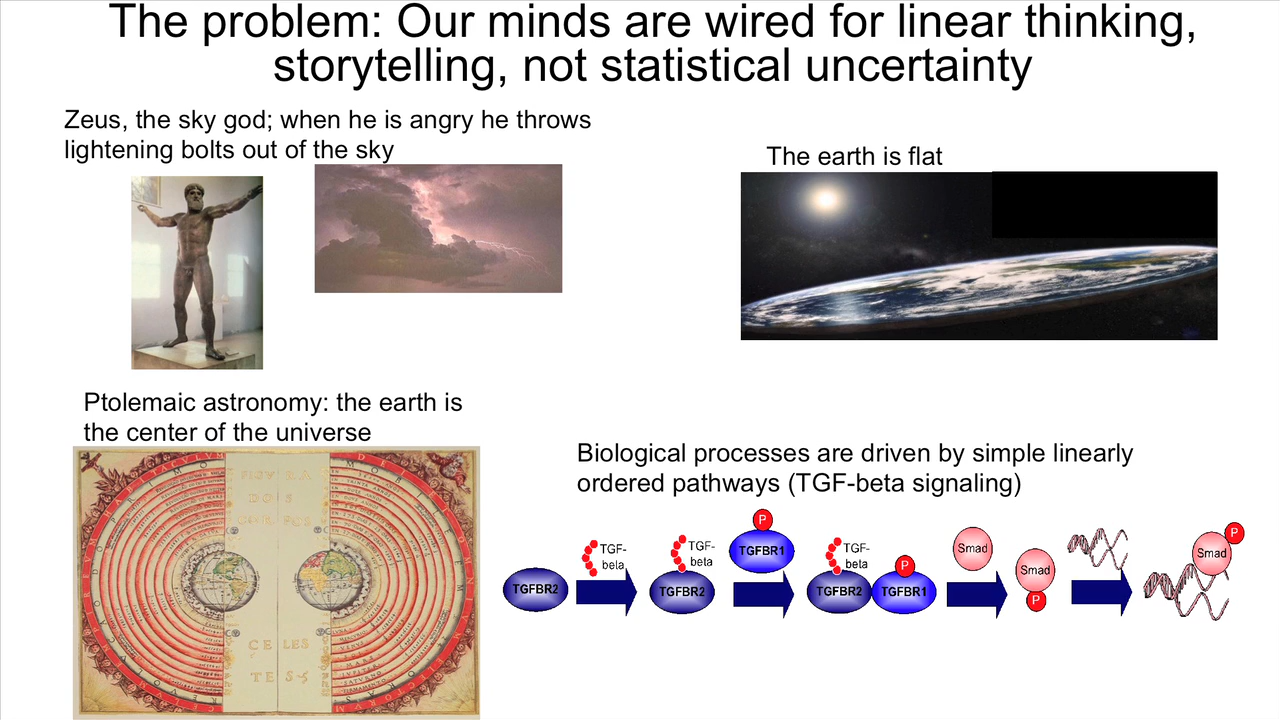 The problem: Our minds are wired for linear thinking,
storytelling, not statistical uncertainty
Zeus, the sky god; when he is angry he throws
lightening bolts out of the sky
The earth is flat
Ptolemaic astronomy: the earth is
the center of the universe
CE LES
TE S
Biological processes are driven by simple linearly
ordered pathways (TGF-beta signaling)
TGFBR2
TGF-
beta
TGFBR2
TGF-
beta
P
TGFBR1
TGFBR2
TGF-
beta
P
TGFBR1
Smad
Smad
P
Smad
P